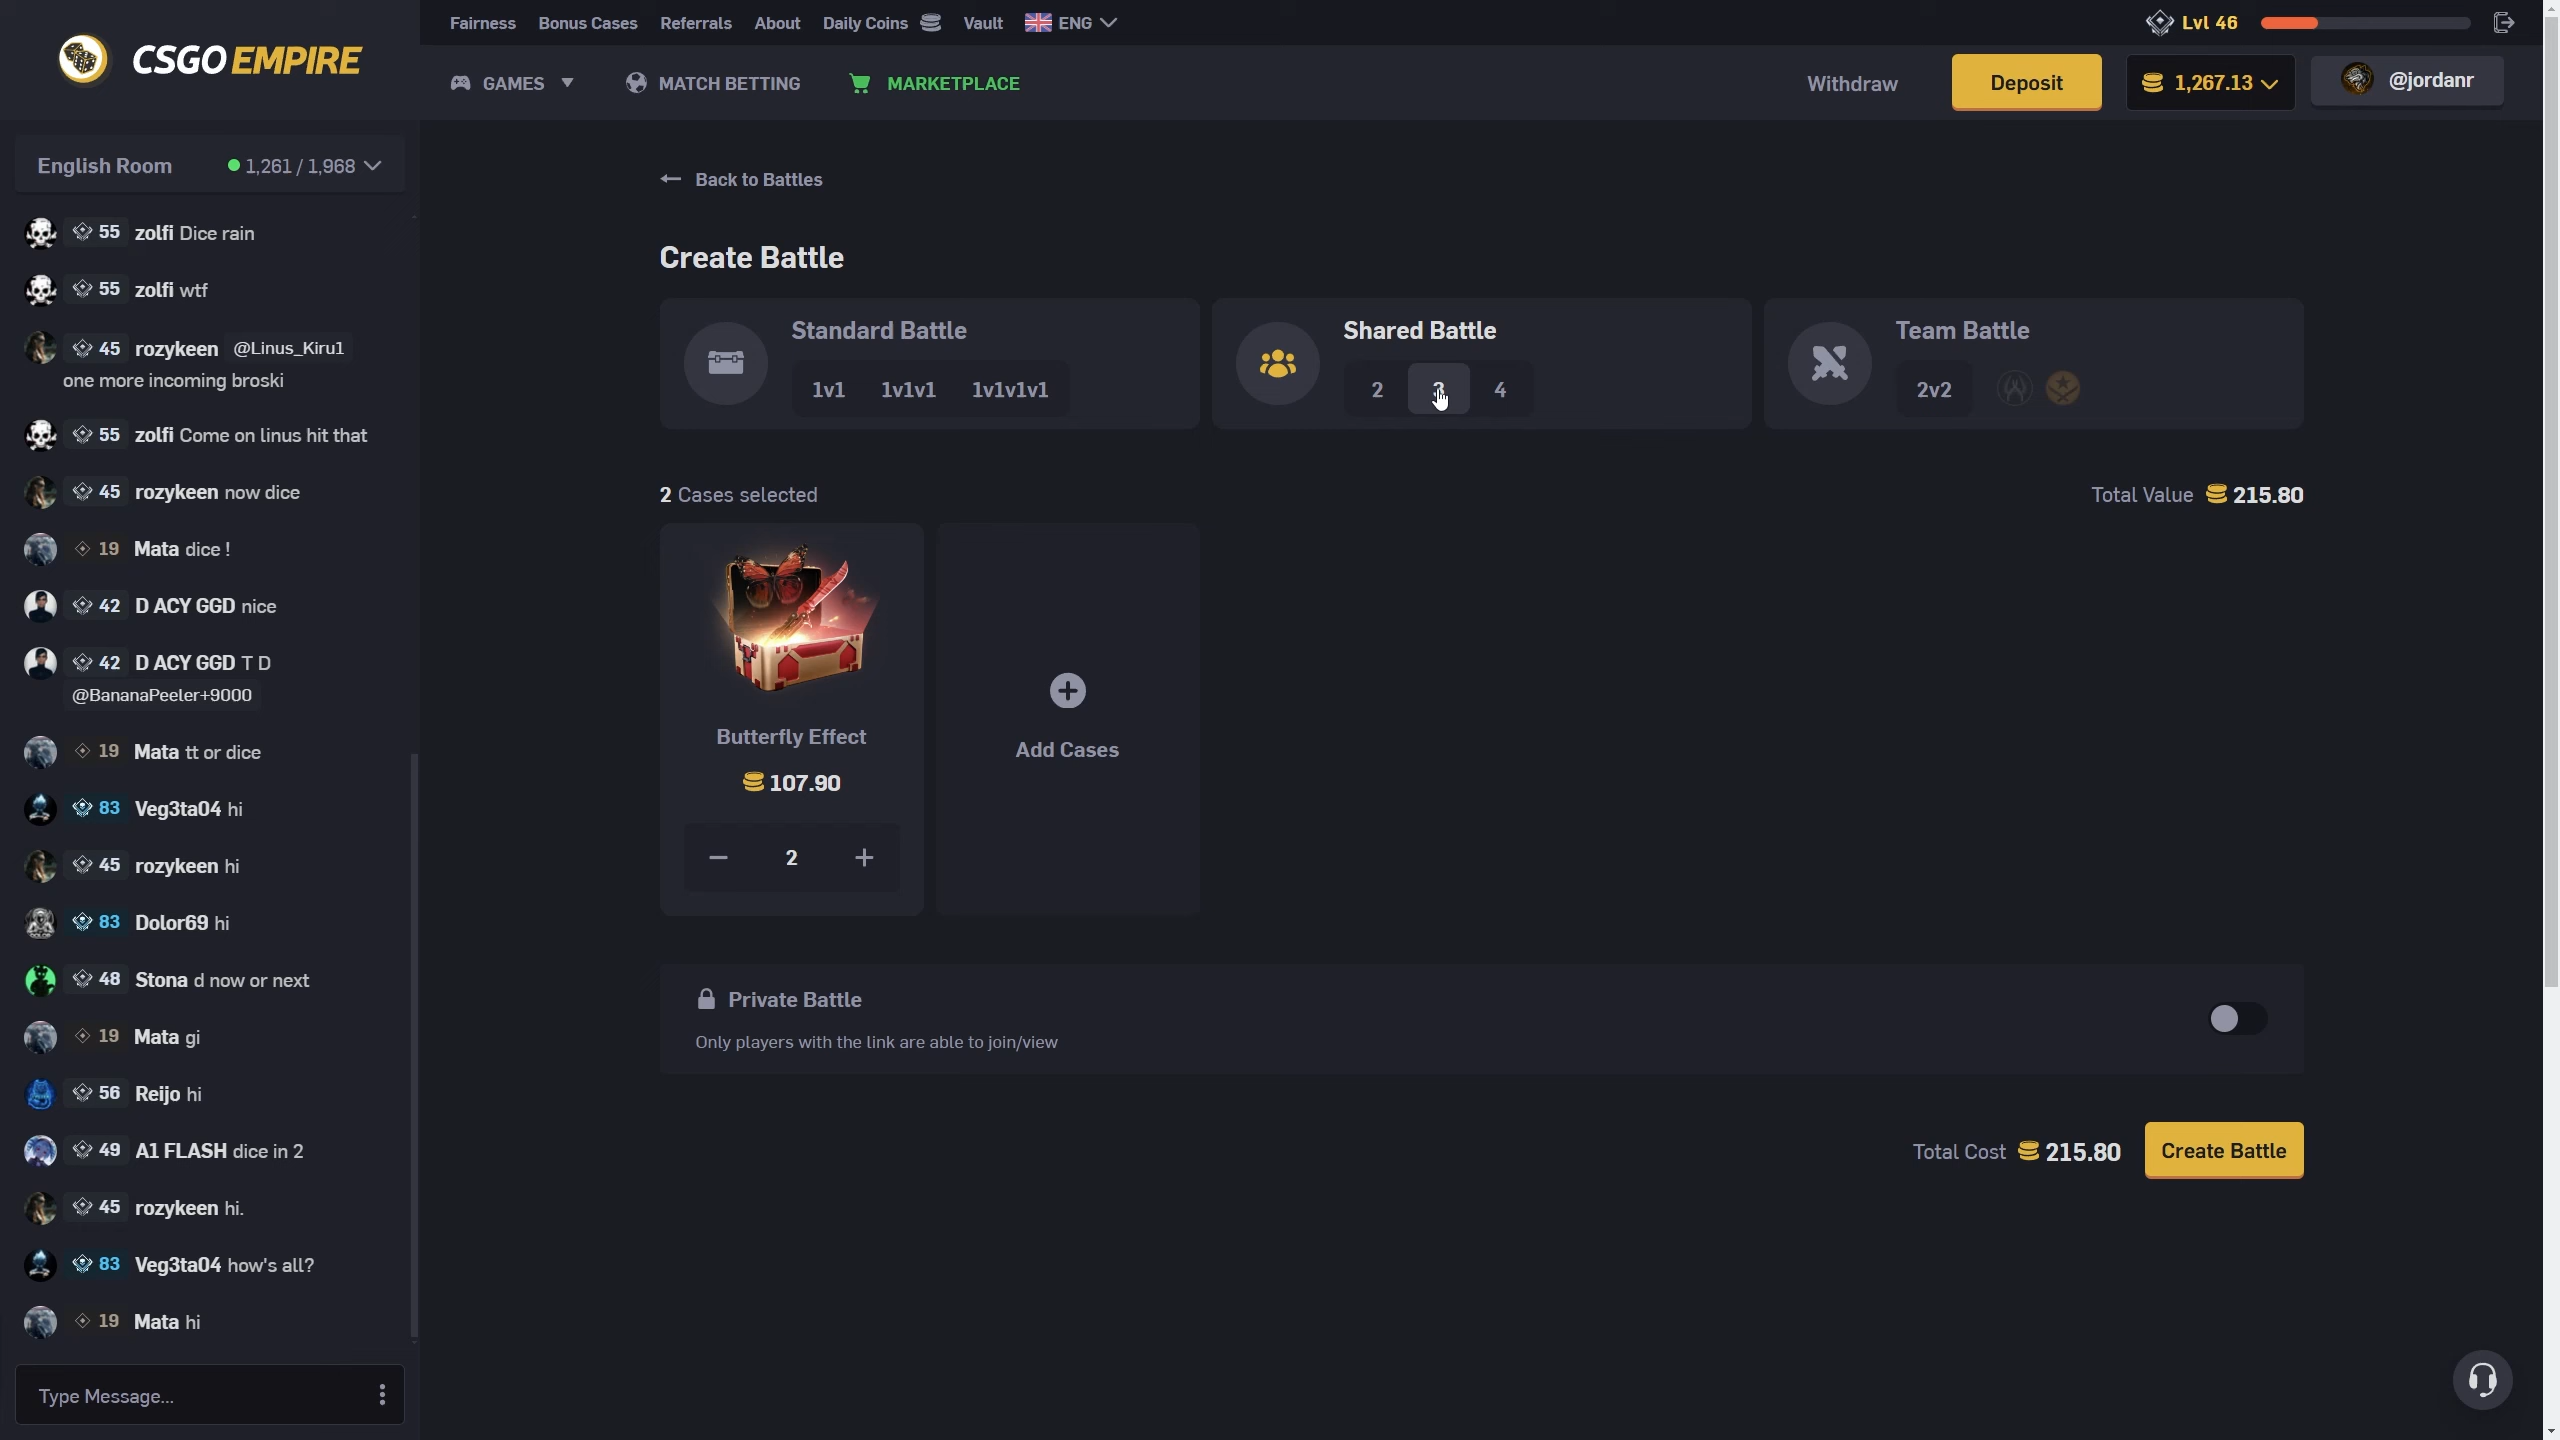 CSGOEMPIRE
Fairness Bonus Cases Referrals About Daily Coins Vault ENG
Lvl 46
GAMES MATCH BETTING MARKETPLACE
Withdraw Deposit 1,267.13 @jordanr
English Room 1,261 / 1,968
55 zolfi Dice rain
55 zolfi wtf
45 rozykeen @Linus_Kiru1
one more incoming broski
55 zolfi Come on linus hit that
45 rozykeen now dice
19 Mata dice !
42 D ACY GGD nice
42 D ACY GGD T D
@BananaPeeler+9000
19 Mata tt or dice
83 Veg3ta04 hi
45 rozykeen hi
83 Dolor69 hi
48 Stona d now or next
19 Mata gi
56 Reijo hi
49 A1 FLASH dice in 2
45 rozykeen hi.
83 Veg3ta04 how's all?
19 Mata hi
Type Message...
Back to Battles
Create Battle
Standard Battle
1v1 1v1v1 1v1v1v1
Shared Battle
2 3 4
Team Battle
2v2
2 Cases selected
Total Value 215.80
Butterfly Effect
107.90
2
Add Cases
Private Battle
Only players with the link are able to join/view
Total Cost 215.80 Create Battle